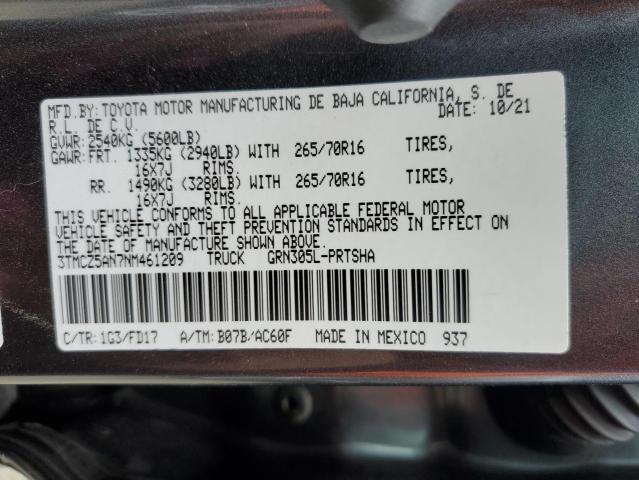 MFD.BY:TOYOTA MOTOR MANUFACTURING DE BAJA CALIFORNIA, S. DE
R.L. DE C.V. DATE: 10/21
GVWR:2540KG (5600LB)
GAWR:FRT. 1335KG (2940LB) WITH 265/70R16 TIRES,
16X7J RIMS.
RR. 1490KG (3280LB) WITH 265/70R16 TIRES,
16X7J RIMS.
THIS VEHICLE CONFORMS TO ALL APPLICABLE FEDERAL MOTOR
VEHICLE SAFETY AND THEFT PREVENTION STANDARDS IN EFFECT ON
THE DATE OF MANUFACTURE SHOWN ABOVE.
3TMCZ5AN7NM461209 TRUCK GRN305L-PRTSHA
C/TR:1G3/FD17 A/TM:B07B/AC60F MADE IN MEXICO 937